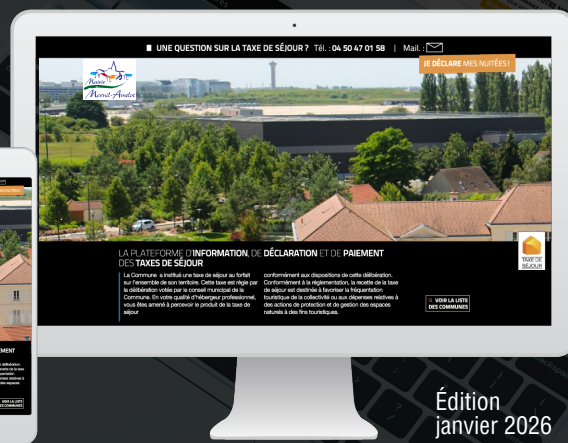 UNE QUESTION SUR LA TAXE DE SÉJOUR ? Tél. : 04 50 47 01 58 | Mail. :
JE DÉCLARE MES NUITÉES !
Mairie
Mesnil-Amelot
LA PLATEFORME D'INFORMATION, DE DÉCLARATION ET DE PAIEMENT
DES TAXES DE SÉJOUR
La Commune a institué une taxe de séjour au forfait
sur l'ensemble de son territoire. Cette taxe est régie par
la délibération votée par le conseil municipal de la
Commune. En votre qualité d'hébergeur professionnel,
vous êtes amené à percevoir le produit de la taxe de
séjour
conformément aux dispositions de cette délibération.
Conformément à la réglementation, la recette de la taxe
de séjour est destinée à favoriser la fréquentation
touristique de la collectivité ou aux dépenses relatives à
des actions de protection et de gestion des espaces
naturels à des fins touristiques.
TAXE DE
SÉJOUR
VOIR LA LISTE
DES COMMUNES
Édition
janvier 2026